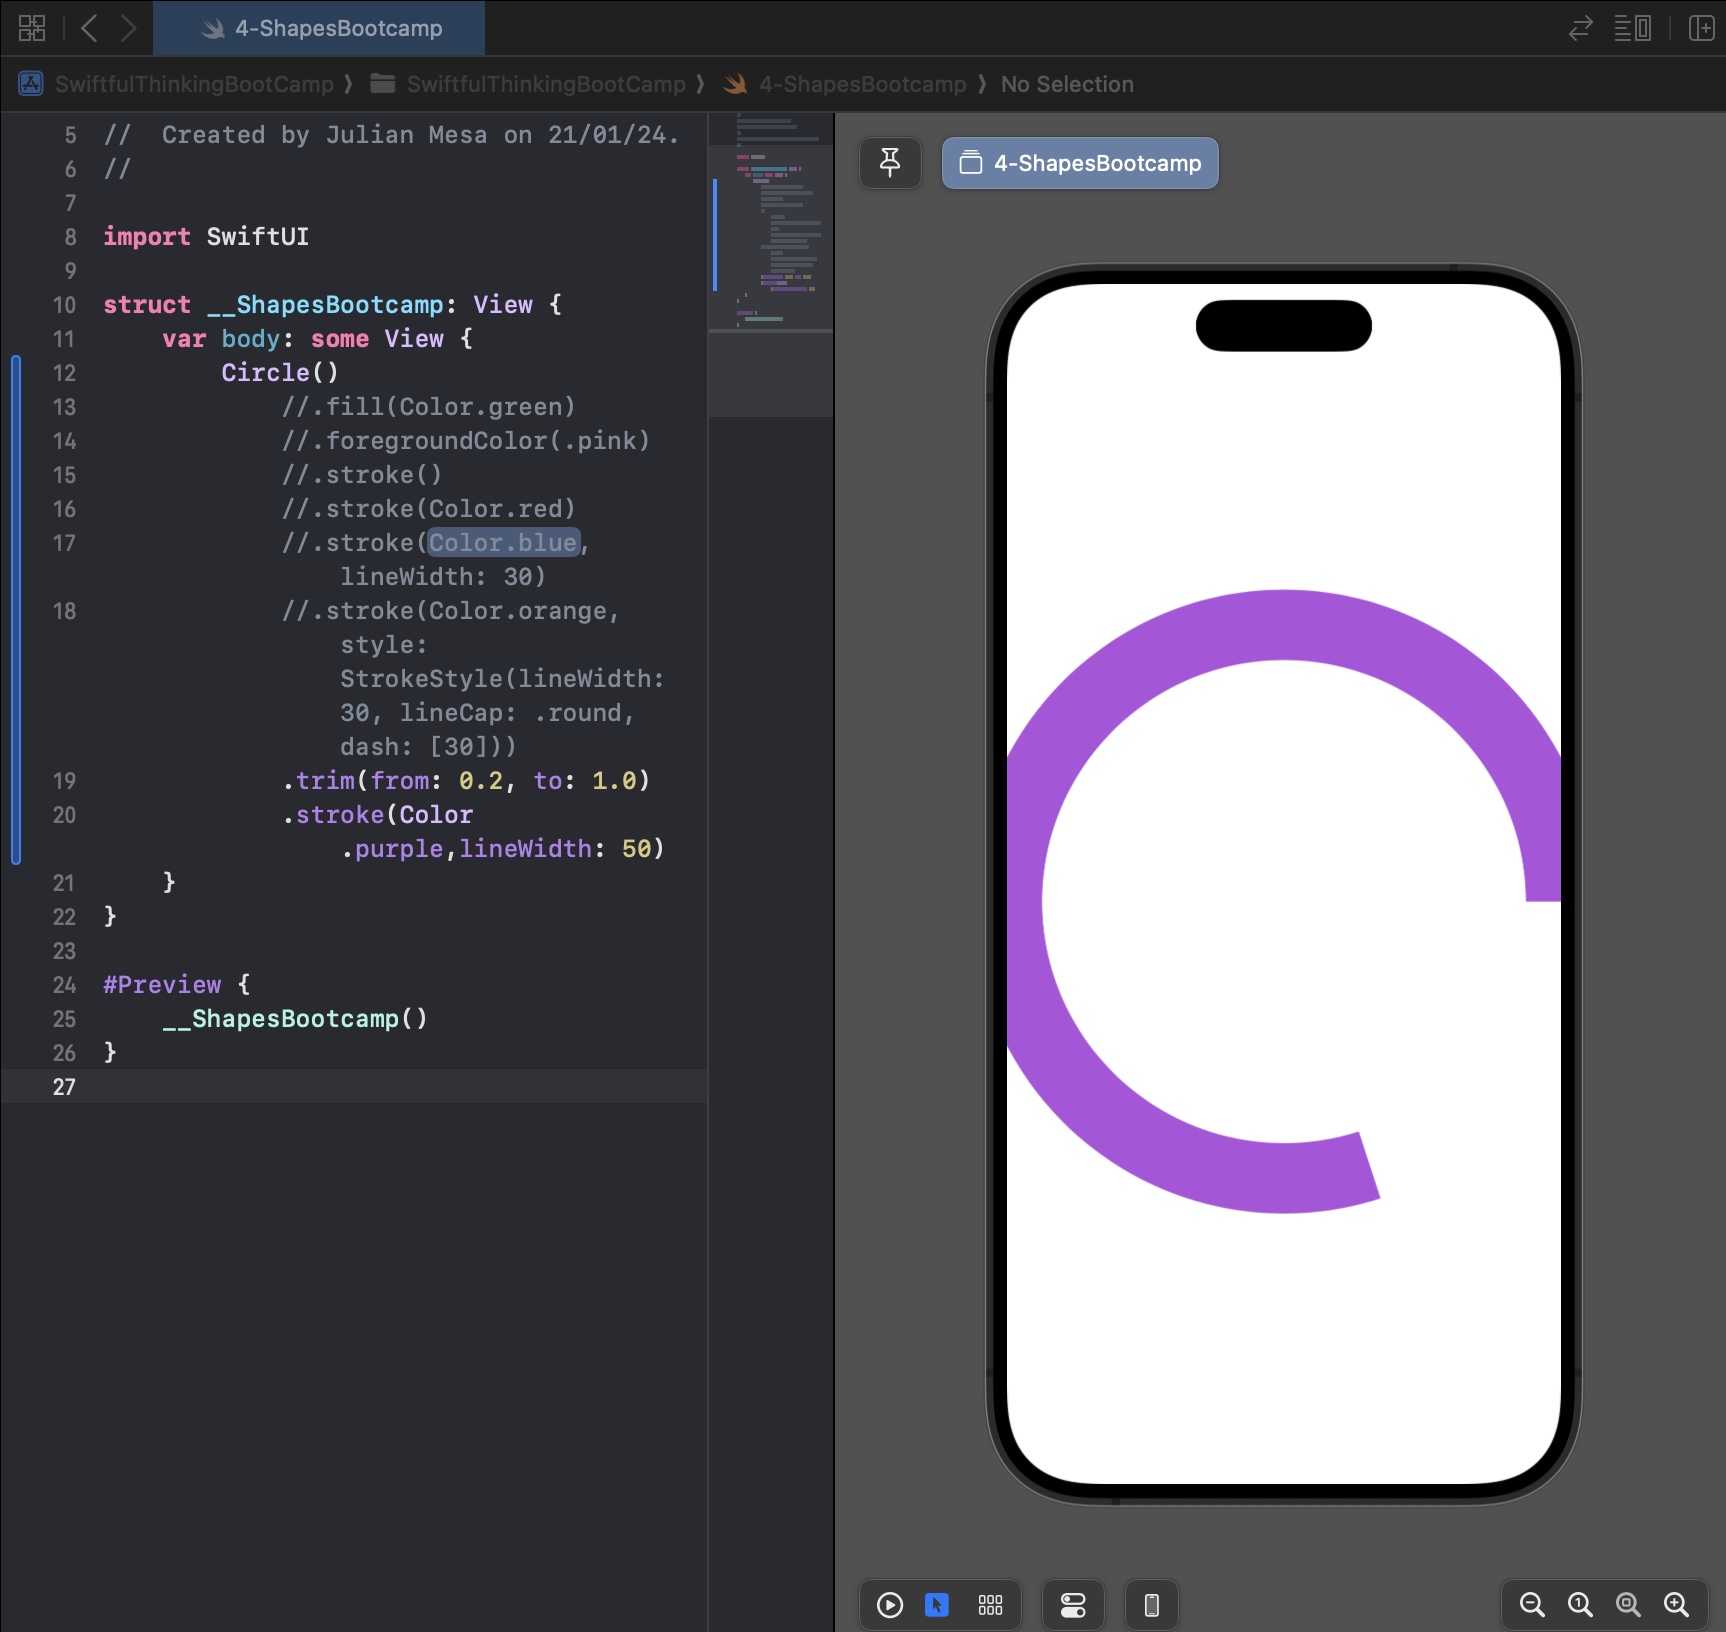 4-ShapesBootcamp
SwiftfulThinkingBootCamp ⟩ SwiftfulThinkingBootCamp ⟩ 4-ShapesBootcamp ⟩ No Selection
5 //  Created by Julian Mesa on 21/01/24.
6 //
7
8 import SwiftUI
9
10 struct __ShapesBootcamp: View {
11     var body: some View {
12         Circle()
13             //.fill(Color.green)
14             //.foregroundColor(.pink)
15             //.stroke()
16             //.stroke(Color.red)
17             //.stroke(Color.blue,
lineWidth: 30)
18             //.stroke(Color.orange,
style:
StrokeStyle(lineWidth:
30, lineCap: .round,
dash: [30]))
19             .trim(from: 0.2, to: 1.0)
20             .stroke(Color
.purple,lineWidth: 50)
21     }
22 }
23
24 #Preview {
25     __ShapesBootcamp()
26 }
27
4-ShapesBootcamp